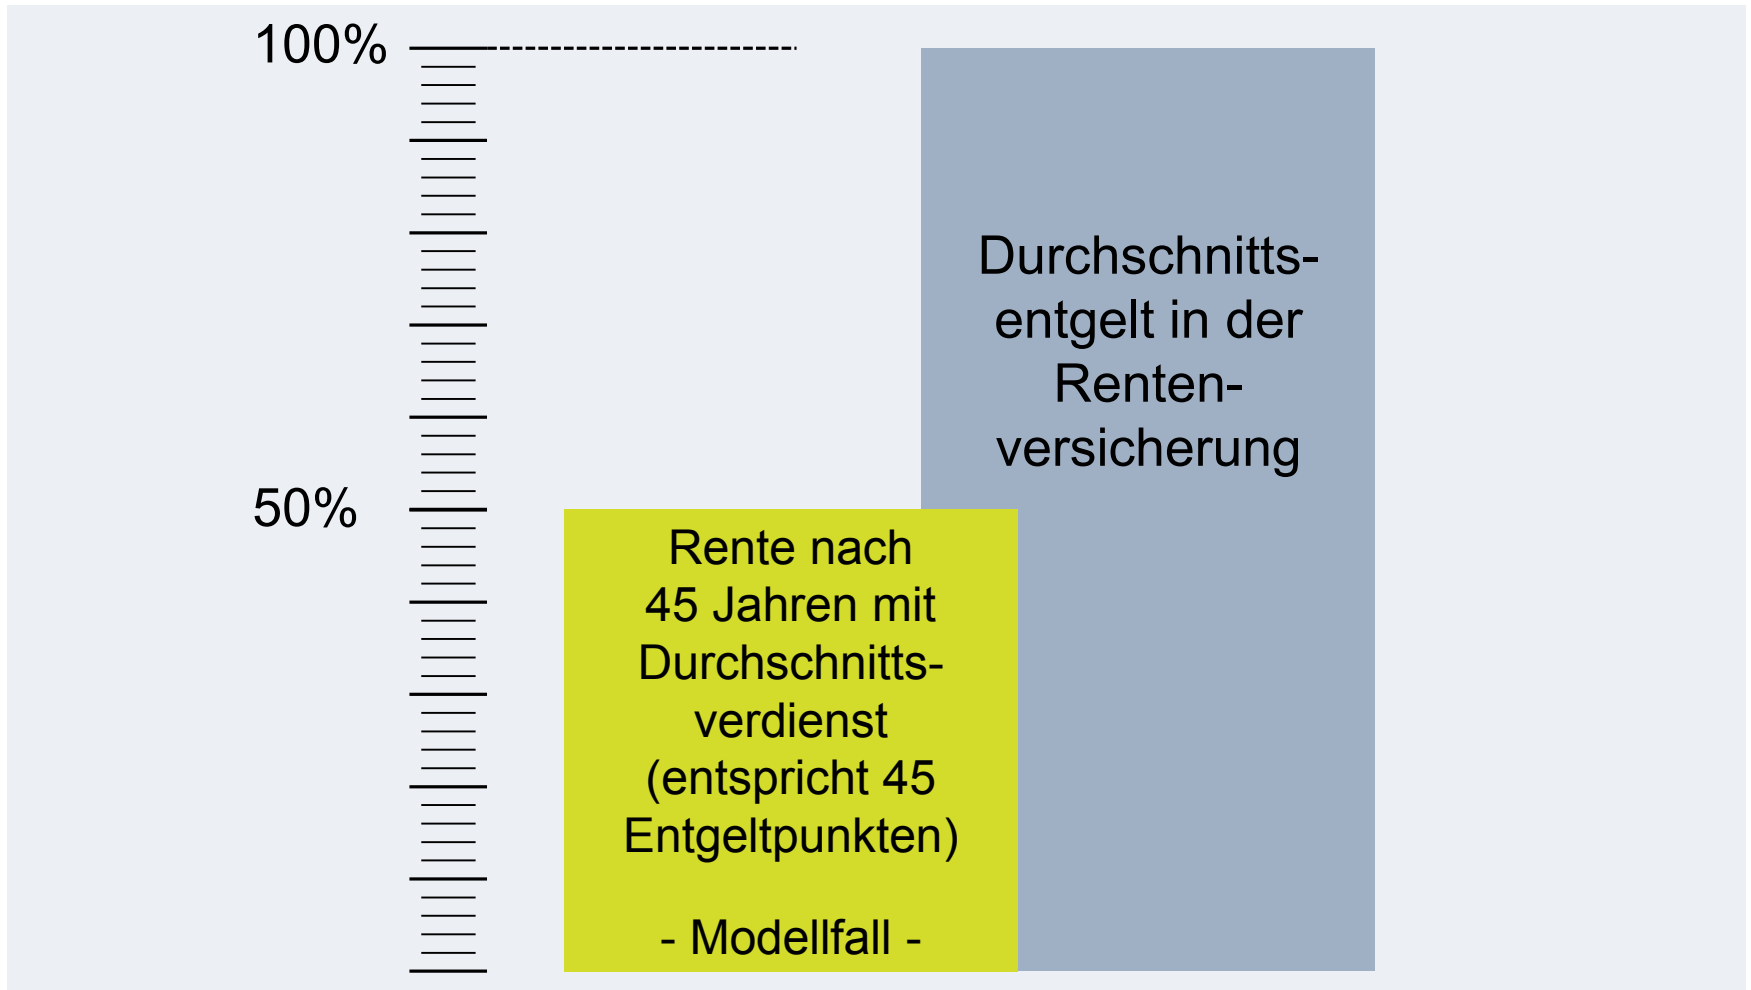 100%
50%
Durchschnitts-
entgelt in der
Renten-
versicherung
Rente nach
45 Jahren mit
Durchschnitts-
verdienst
(entspricht 45
Entgeltpunkten)
- Modellfall -